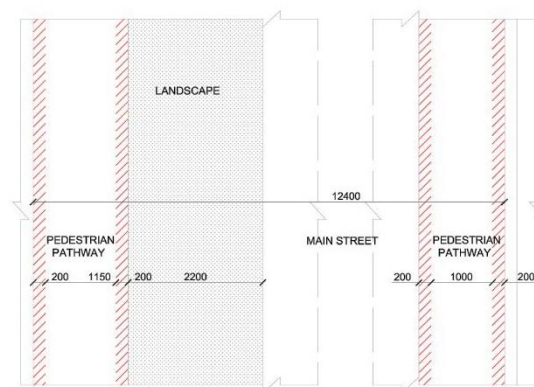 LANDSCAPE
12400
PEDESTRIAN
PATHWAY
MAIN STREET
PEDESTRIAN
PATHWAY
200 1150 200 2200 200 1000 200